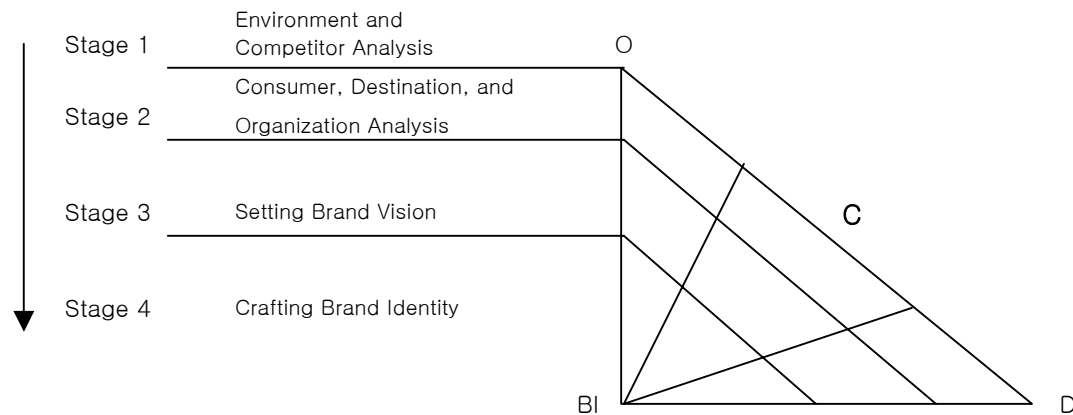 Environment and
Stage 1 Competitor Analysis O
Consumer, Destination, and
Stage 2
Organization Analysis
Stage 3 Setting Brand Vision C
Stage 4 Crafting Brand Identity
BI D